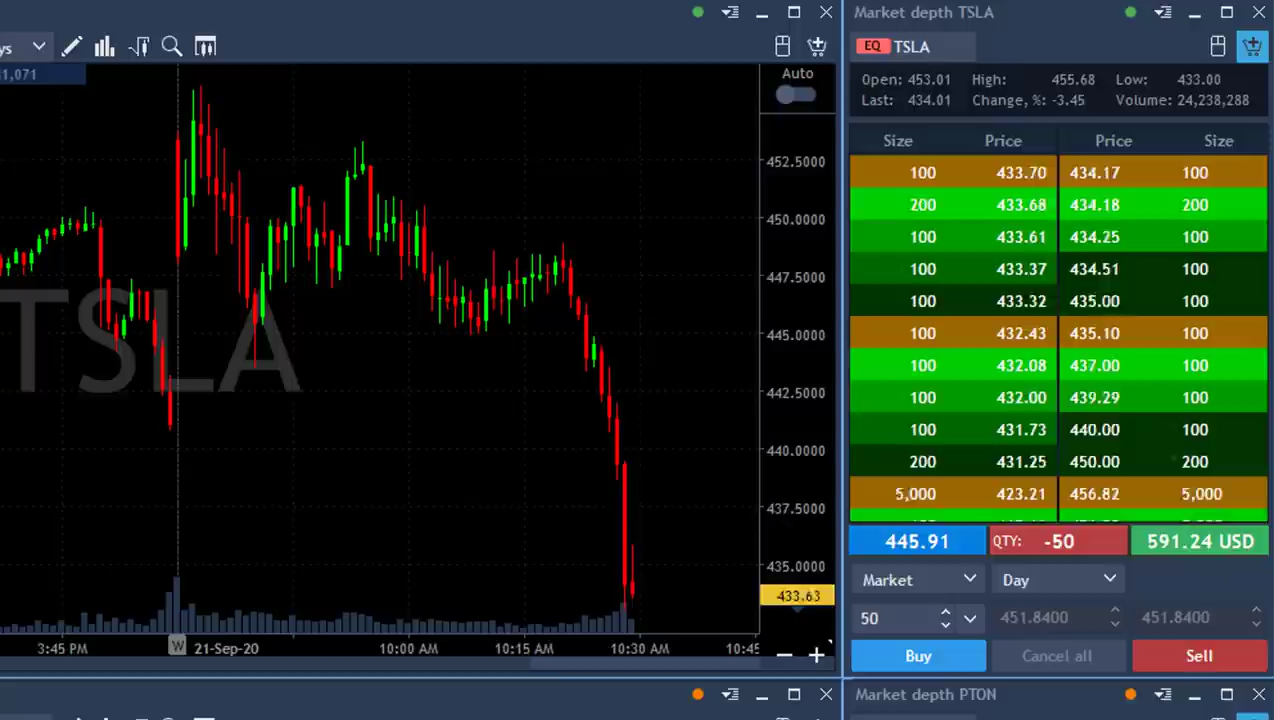 Market depth TSLA
ys
EQ TSLA
1,071
Auto
Open: 453.01 High: 455.68 Low: 433.00
Last: 434.01 Change, %: -3.45 Volume: 24,238,288
Size Price Price Size
100 433.70 434.17 100
200 433.68 434.18 200
100 433.61 434.25 100
100 433.37 434.51 100
100 433.32 435.00 100
100 432.43 435.10 100
100 432.08 437.00 100
100 432.00 439.29 100
100 431.73 440.00 100
200 431.25 450.00 200
5,000 423.21 456.82 5,000
452.5000
450.0000
447.5000
445.0000
442.5000
440.0000
437.5000
435.0000
433.63
TSLA
445.91 QTY: -50 591.24 USD
Market Day
50 451.8400 451.8400
Buy Cancel all Sell
3:45 PM W 21-Sep-20 10:00 AM 10:15 AM 10:30 AM 10:45
Market depth PTON